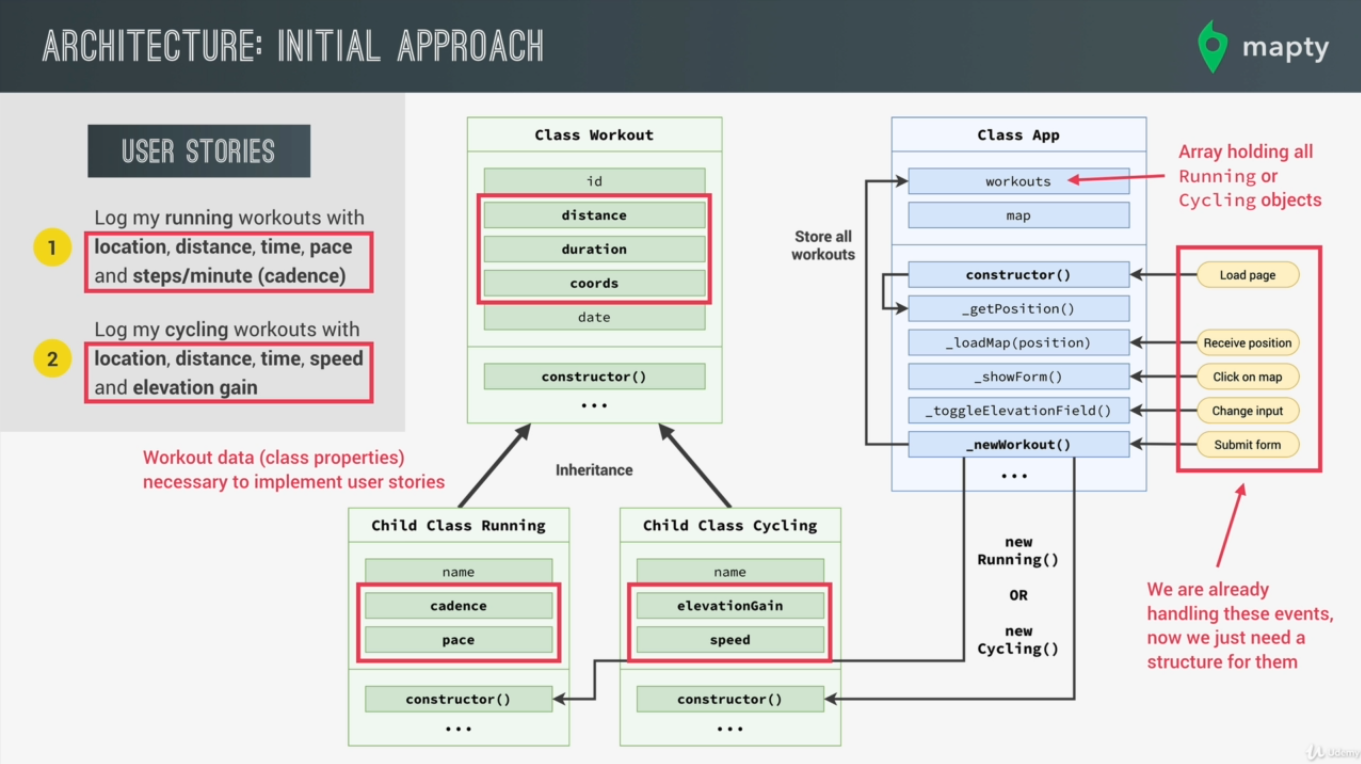 ARCHITECTURE: INITIAL APPROACH
mapty
USER STORIES
1
Log my running workouts with
location, distance, time, pace
and steps/minute (cadence)
2
Log my cycling workouts with
location, distance, time, speed
and elevation gain
Workout data (class properties)
necessary to implement user stories
Class Workout
id
distance
duration
coords
date
constructor()
...
Inheritance
Child Class Running
name
cadence
pace
constructor()
...
Child Class Cycling
name
elevationGain
speed
constructor()
...
Class App
workouts
map
constructor()
_getPosition()
_loadMap(position)
_showForm()
_toggleElevationField()
_newWorkout()
...
Store all
workouts
Array holding all
Running or
Cycling objects
Load page
Receive position
Click on map
Change input
Submit form
new
Running()
OR
new
Cycling()
We are already
handling these events,
now we just need a
structure for them
Udemy